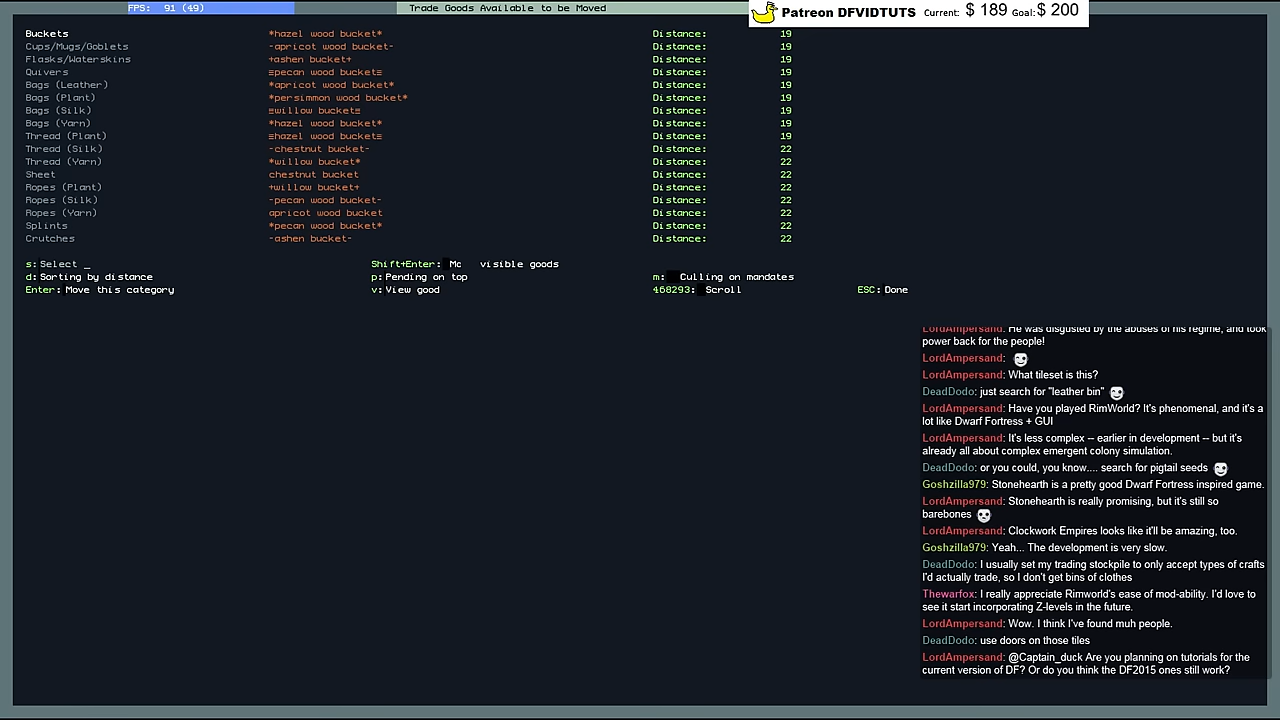 FPS: 91 (49) Trade Goods Available to be Moved Patreon DFVIDTUTS Current: $ 189 Goal: $ 200
Buckets *hazel wood bucket* Distance: 19
Cups/Mugs/Goblets -apricot wood bucket- Distance: 19
Flasks/Waterskins +ashen bucket+ Distance: 19
Quivers ≡pecan wood bucket≡ Distance: 19
Bags (Leather) *apricot wood bucket* Distance: 19
Bags (Plant) *persimmon wood bucket* Distance: 19
Bags (Silk) ≡willow bucket≡ Distance: 19
Bags (Yarn) *hazel wood bucket* Distance: 19
Thread (Plant) ≡hazel wood bucket≡ Distance: 19
Thread (Silk) -chestnut bucket- Distance: 22
Thread (Yarn) *willow bucket* Distance: 22
Sheet chestnut bucket Distance: 22
Ropes (Plant) +willow bucket+ Distance: 22
Ropes (Silk) -pecan wood bucket- Distance: 22
Ropes (Yarn) apricot wood bucket Distance: 22
Splints *pecan wood bucket* Distance: 22
Crutches -ashen bucket- Distance: 22
s: Select _ Shift+Enter: Mc visible goods
d: Sorting by distance p: Pending on top m: Culling on mandates
Enter: Move this category v: View good 468293: Scroll ESC: Done
LordAmpersand: He was disgusted by the abuses of his regime, and took
power back for the people!
LordAmpersand:
LordAmpersand: What tileset is this?
DeadDodo: just search for "leather bin"
LordAmpersand: Have you played RimWorld? It's phenomenal, and it's a
lot like Dwarf Fortress + GUI
LordAmpersand: It's less complex -- earlier in development -- but it's
already all about complex emergent colony simulation.
DeadDodo: or you could, you know.... search for pigtail seeds
Goshzilla979: Stonehearth is a pretty good Dwarf Fortress inspired game.
LordAmpersand: Stonehearth is really promising, but it's still so
barebones
LordAmpersand: Clockwork Empires looks like it'll be amazing, too.
Goshzilla979: Yeah... The development is very slow.
DeadDodo: I usually set my trading stockpile to only accept types of crafts
I'd actually trade, so I don't get bins of clothes
Thewarfox: I really appreciate Rimworld's ease of mod-ability. I'd love to
see it start incorporating Z-levels in the future.
LordAmpersand: Wow. I think I've found muh people.
DeadDodo: use doors on those tiles
LordAmpersand: @Captain_duck Are you planning on tutorials for the
current version of DF? Or do you think the DF2015 ones still work?